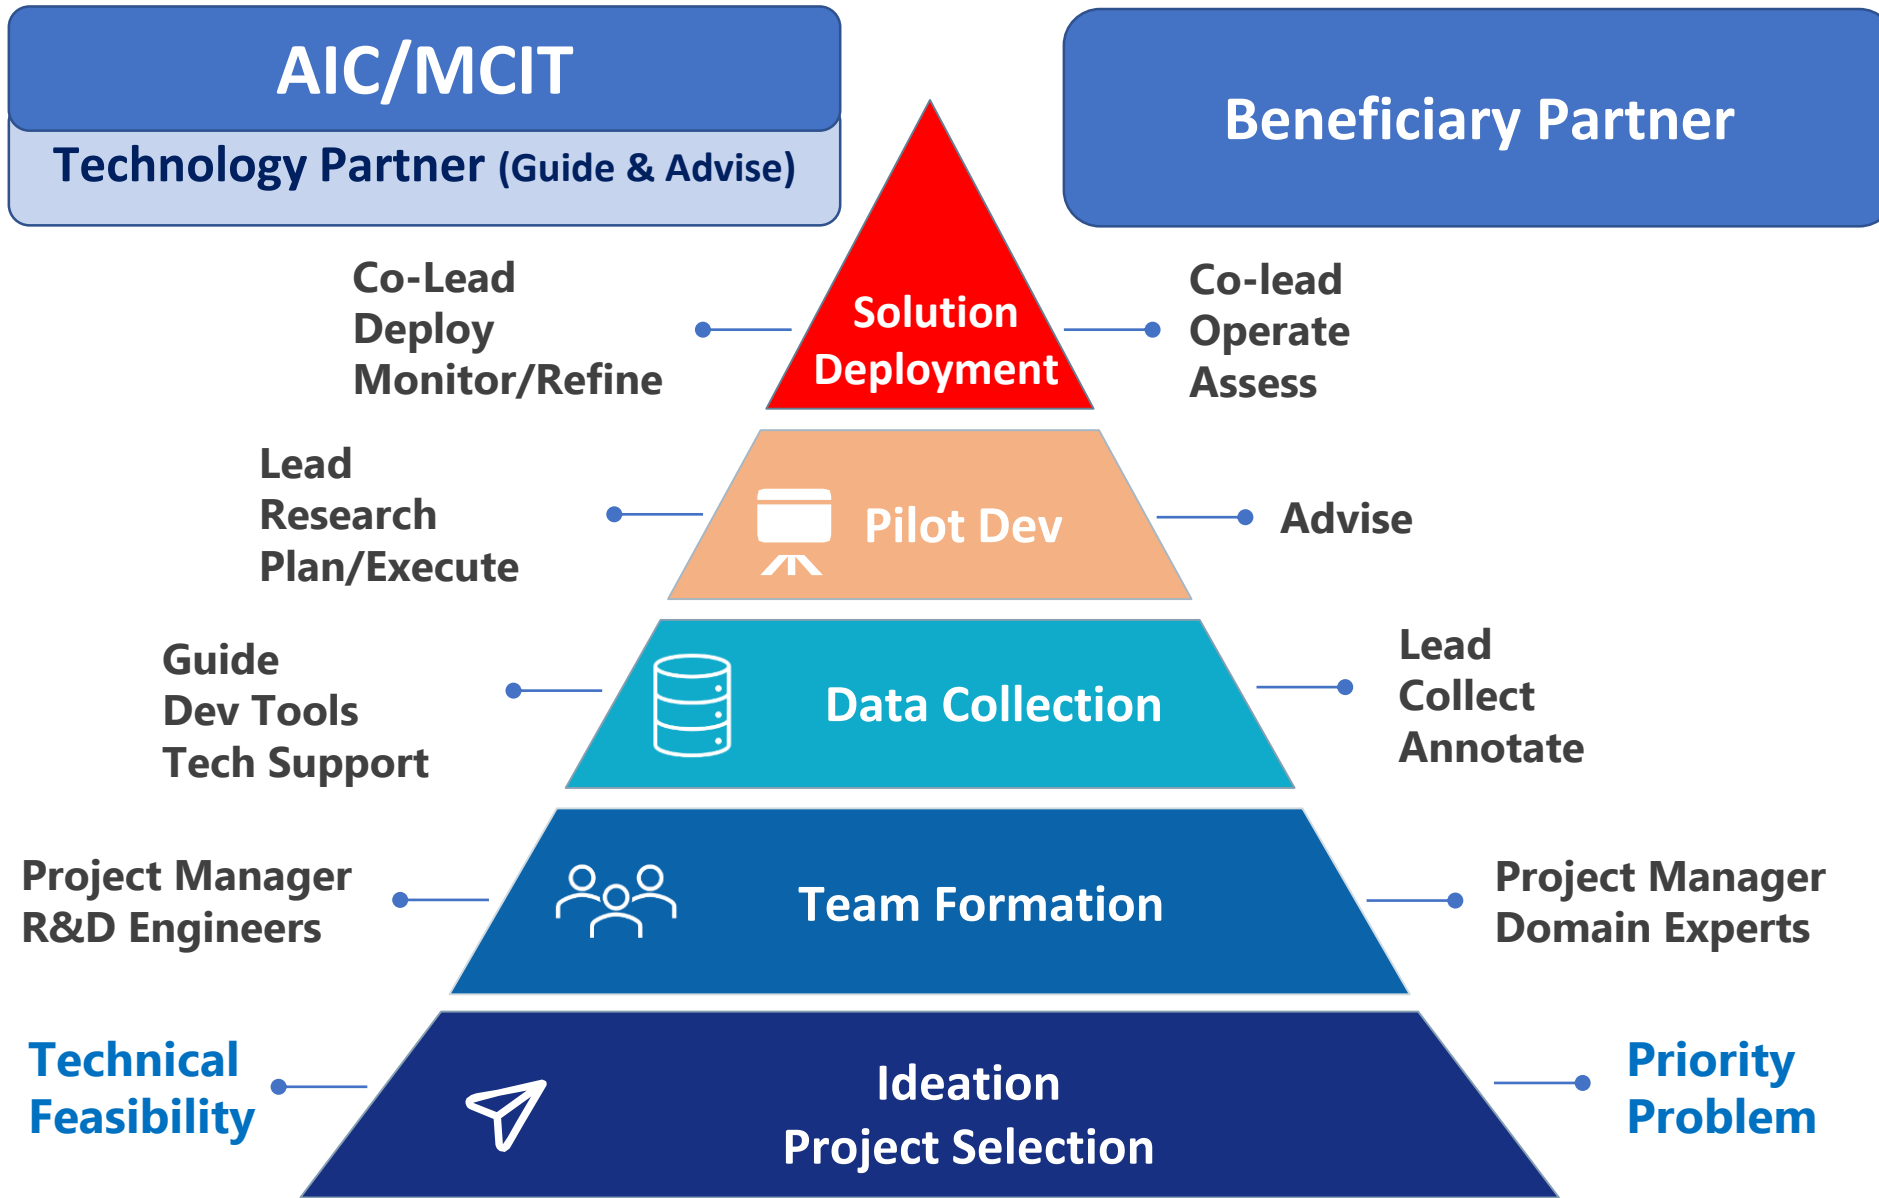 AIC/MCIT
Technology Partner (Guide & Advise)
Beneficiary Partner
Co-Lead
Deploy
Monitor/Refine
Solution
Deployment
Co-lead
Operate
Assess
Lead
Research
Plan/Execute
Pilot Dev
Advise
Guide
Dev Tools
Tech Support
Data Collection
Lead
Collect
Annotate
Project Manager
R&D Engineers
Team Formation
Project Manager
Domain Experts
Technical
Feasibility
Ideation
Project Selection
Priority
Problem